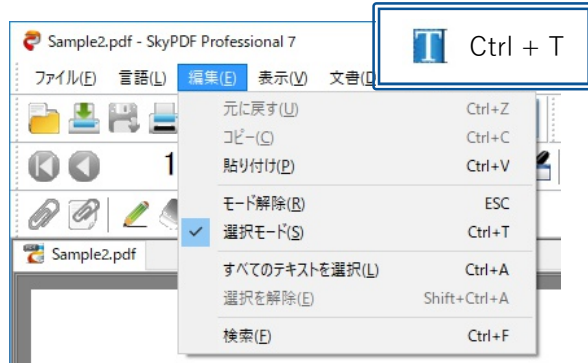 Sample2.pdf - SkyPDF Professional 7
Ctrl + T
ファイル(F) 言語(L) 編集(E) 表示(V) 文書(D
元に戻す(U) Ctrl+Z
コピー(C) Ctrl+C
貼り付け(P) Ctrl+V
1
モード解除(R) ESC
選択モード(S) Ctrl+T
Sample2.pdf
すべてのテキストを選択(L) Ctrl+A
選択を解除(E) Shift+Ctrl+A
検索(F) Ctrl+F